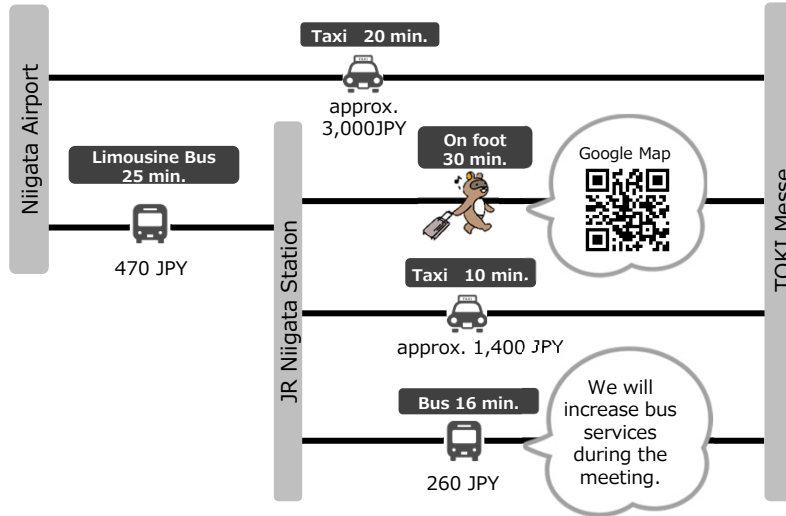 Niigata Airport
Taxi 20 min.
TAXI
approx.
3,000JPY
Limousine Bus
25 min.
470 JPY
JR Niigata Station
On foot
30 min.
Google Map
Taxi 10 min.
TAXI
approx. 1,400 JPY
Bus 16 min.
260 JPY
We will
increase bus
services
during the
meeting.
TOKI Messe